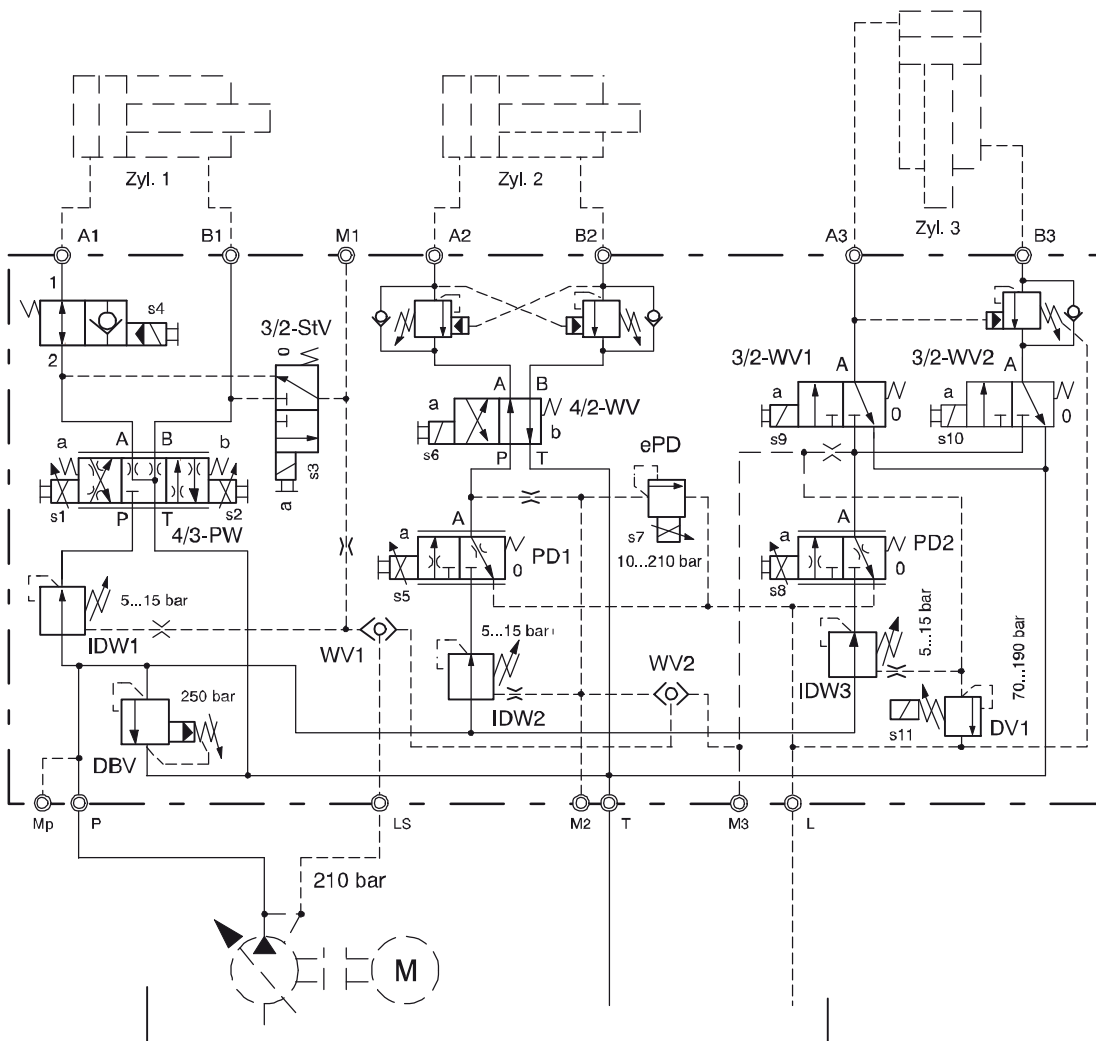 Zyl. 1
Zyl. 2
Zyl. 3
A1
B1
M1
A2
B2
A3
B3
1
s4
2
3/2-StV
0
s3
a
A
B
a
b
s1
s2
P
T
4/3-PW
A
B
a
4/2-WV
b
s6
P
T
ePD
s7
10...210 bar
3/2-WV1
A
a
0
s9
3/2-WV2
A
a
0
s10
A
a
PD1
0
s5
A
a
PD2
0
s8
5...15 bar
IDW1
WV1
5...15 bar
IDW2
WV2
5...15 bar
IDW3
70...190 bar
s11
DV1
250 bar
DBV
Mp
P
LS
M2
T
M3
L
210 bar
M